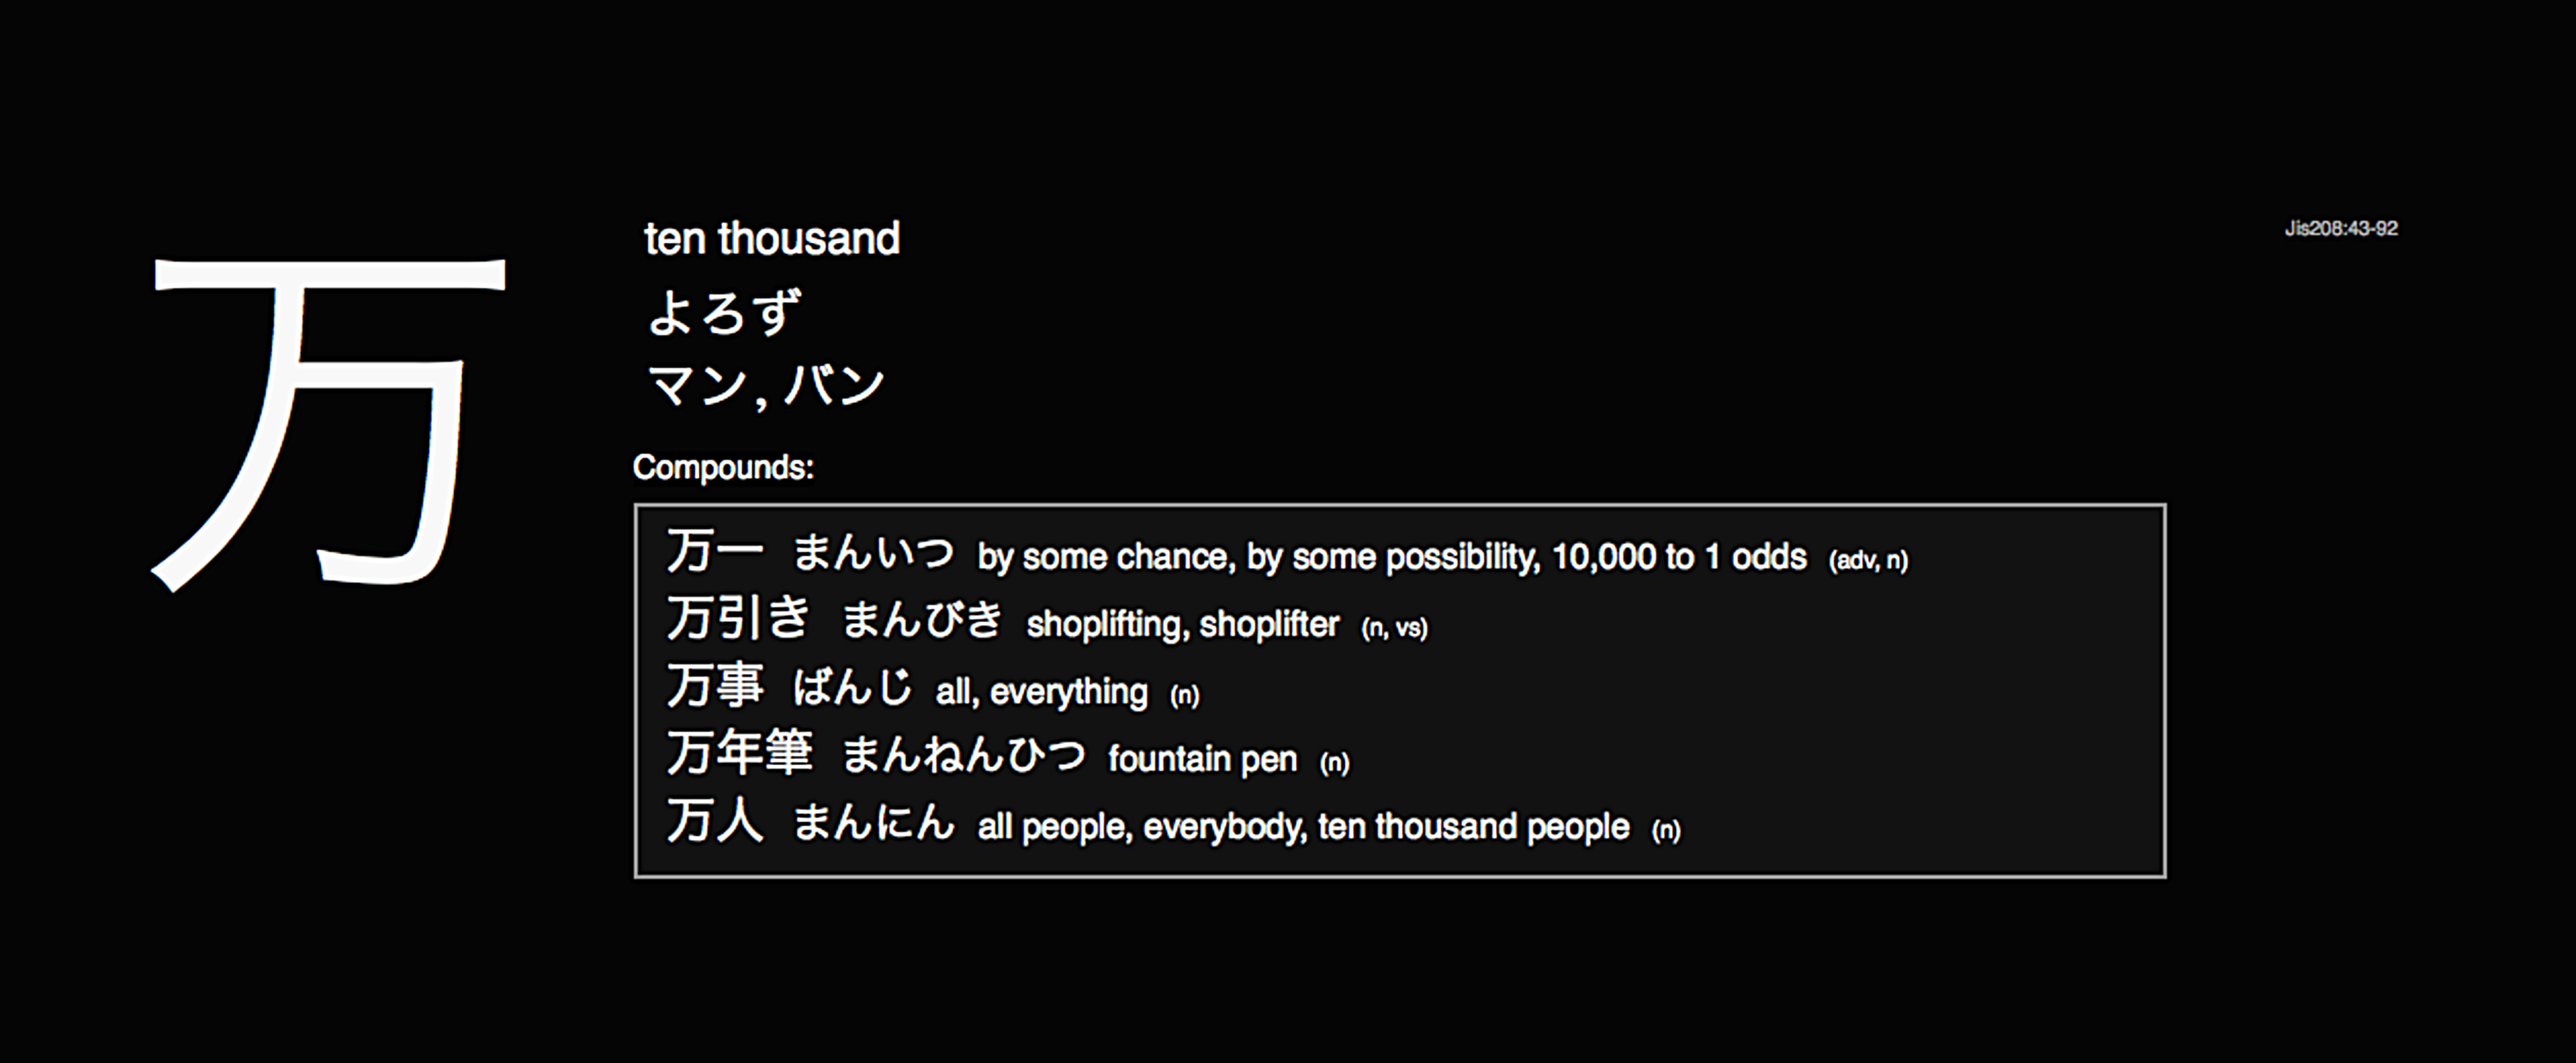 万
ten thousand
Jis208:43-92
よろず
マン, バン
Compounds:
万一 まんいつ by some chance, by some possibility, 10,000 to 1 odds (adv, n)
万引き まんびき shoplifting, shoplifter (n, vs)
万事 ばんじ all, everything (n)
万年筆 まんねんひつ fountain pen (n)
万人 まんにん all people, everybody, ten thousand people (n)